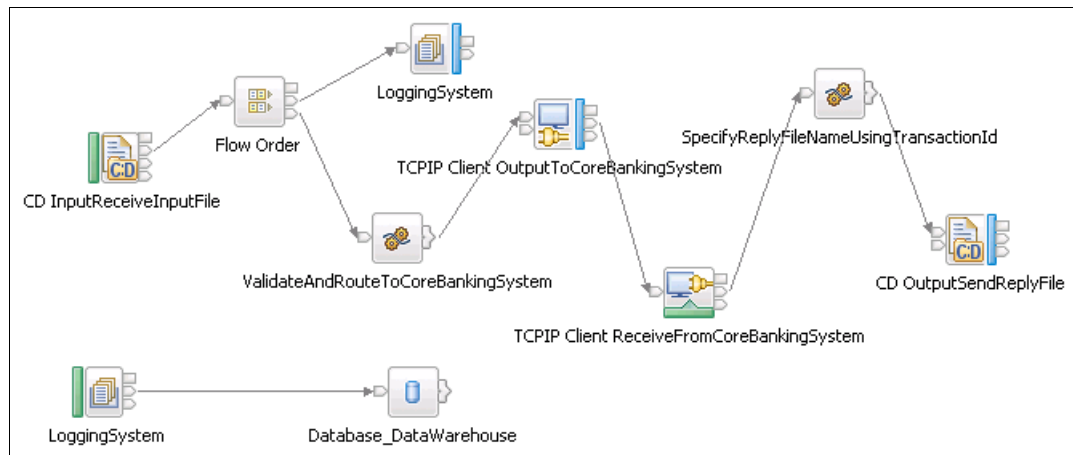 LoggingSystem
Flow Order
SpecifyReplyFileNameUsingTransactionId
TCPIP Client OutputToCoreBankingSystem
C:D
CD InputReceiveInputFile
ValidateAndRouteToCoreBankingSystem
C:D
CD OutputSendReplyFile
TCPIP Client ReceiveFromCoreBankingSystem
LoggingSystem
Database_DataWarehouse